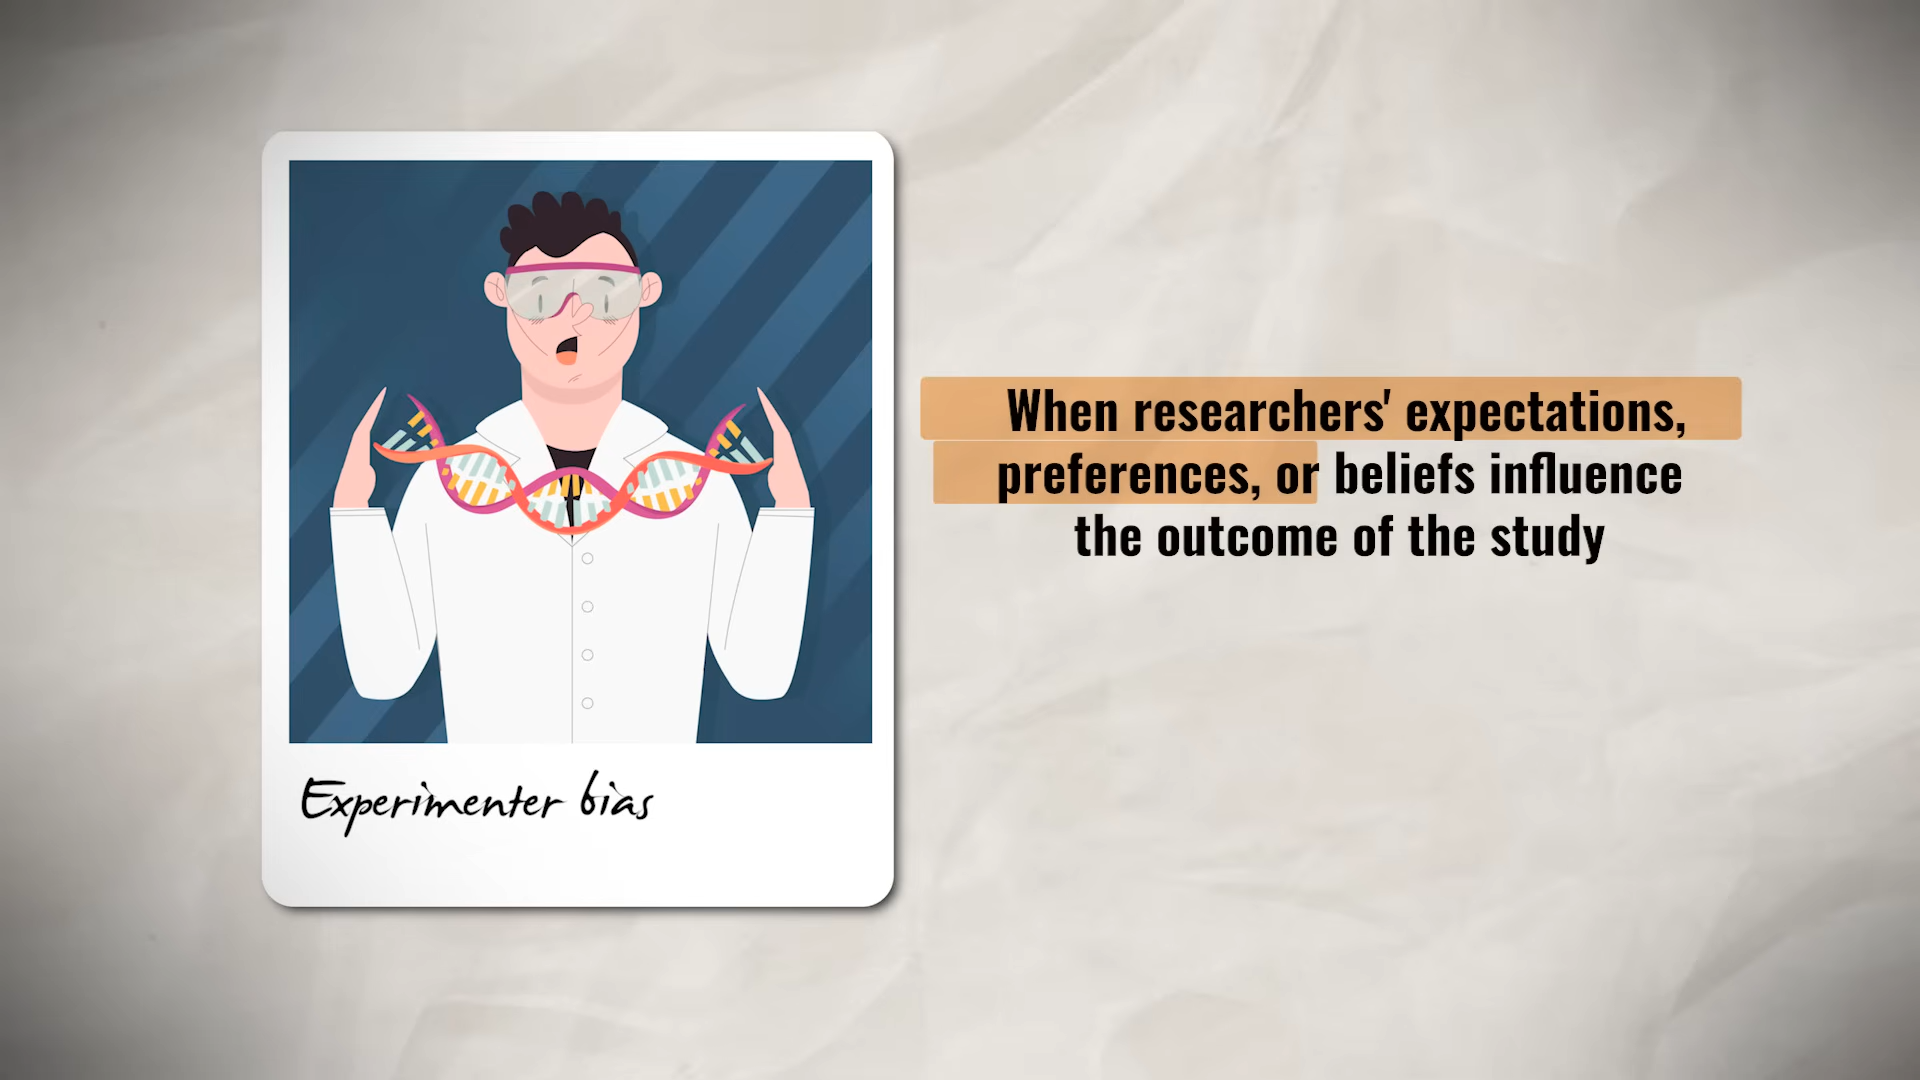 When researchers' expectations,
preferences, or beliefs influence
the outcome of the study
Experimenter bias